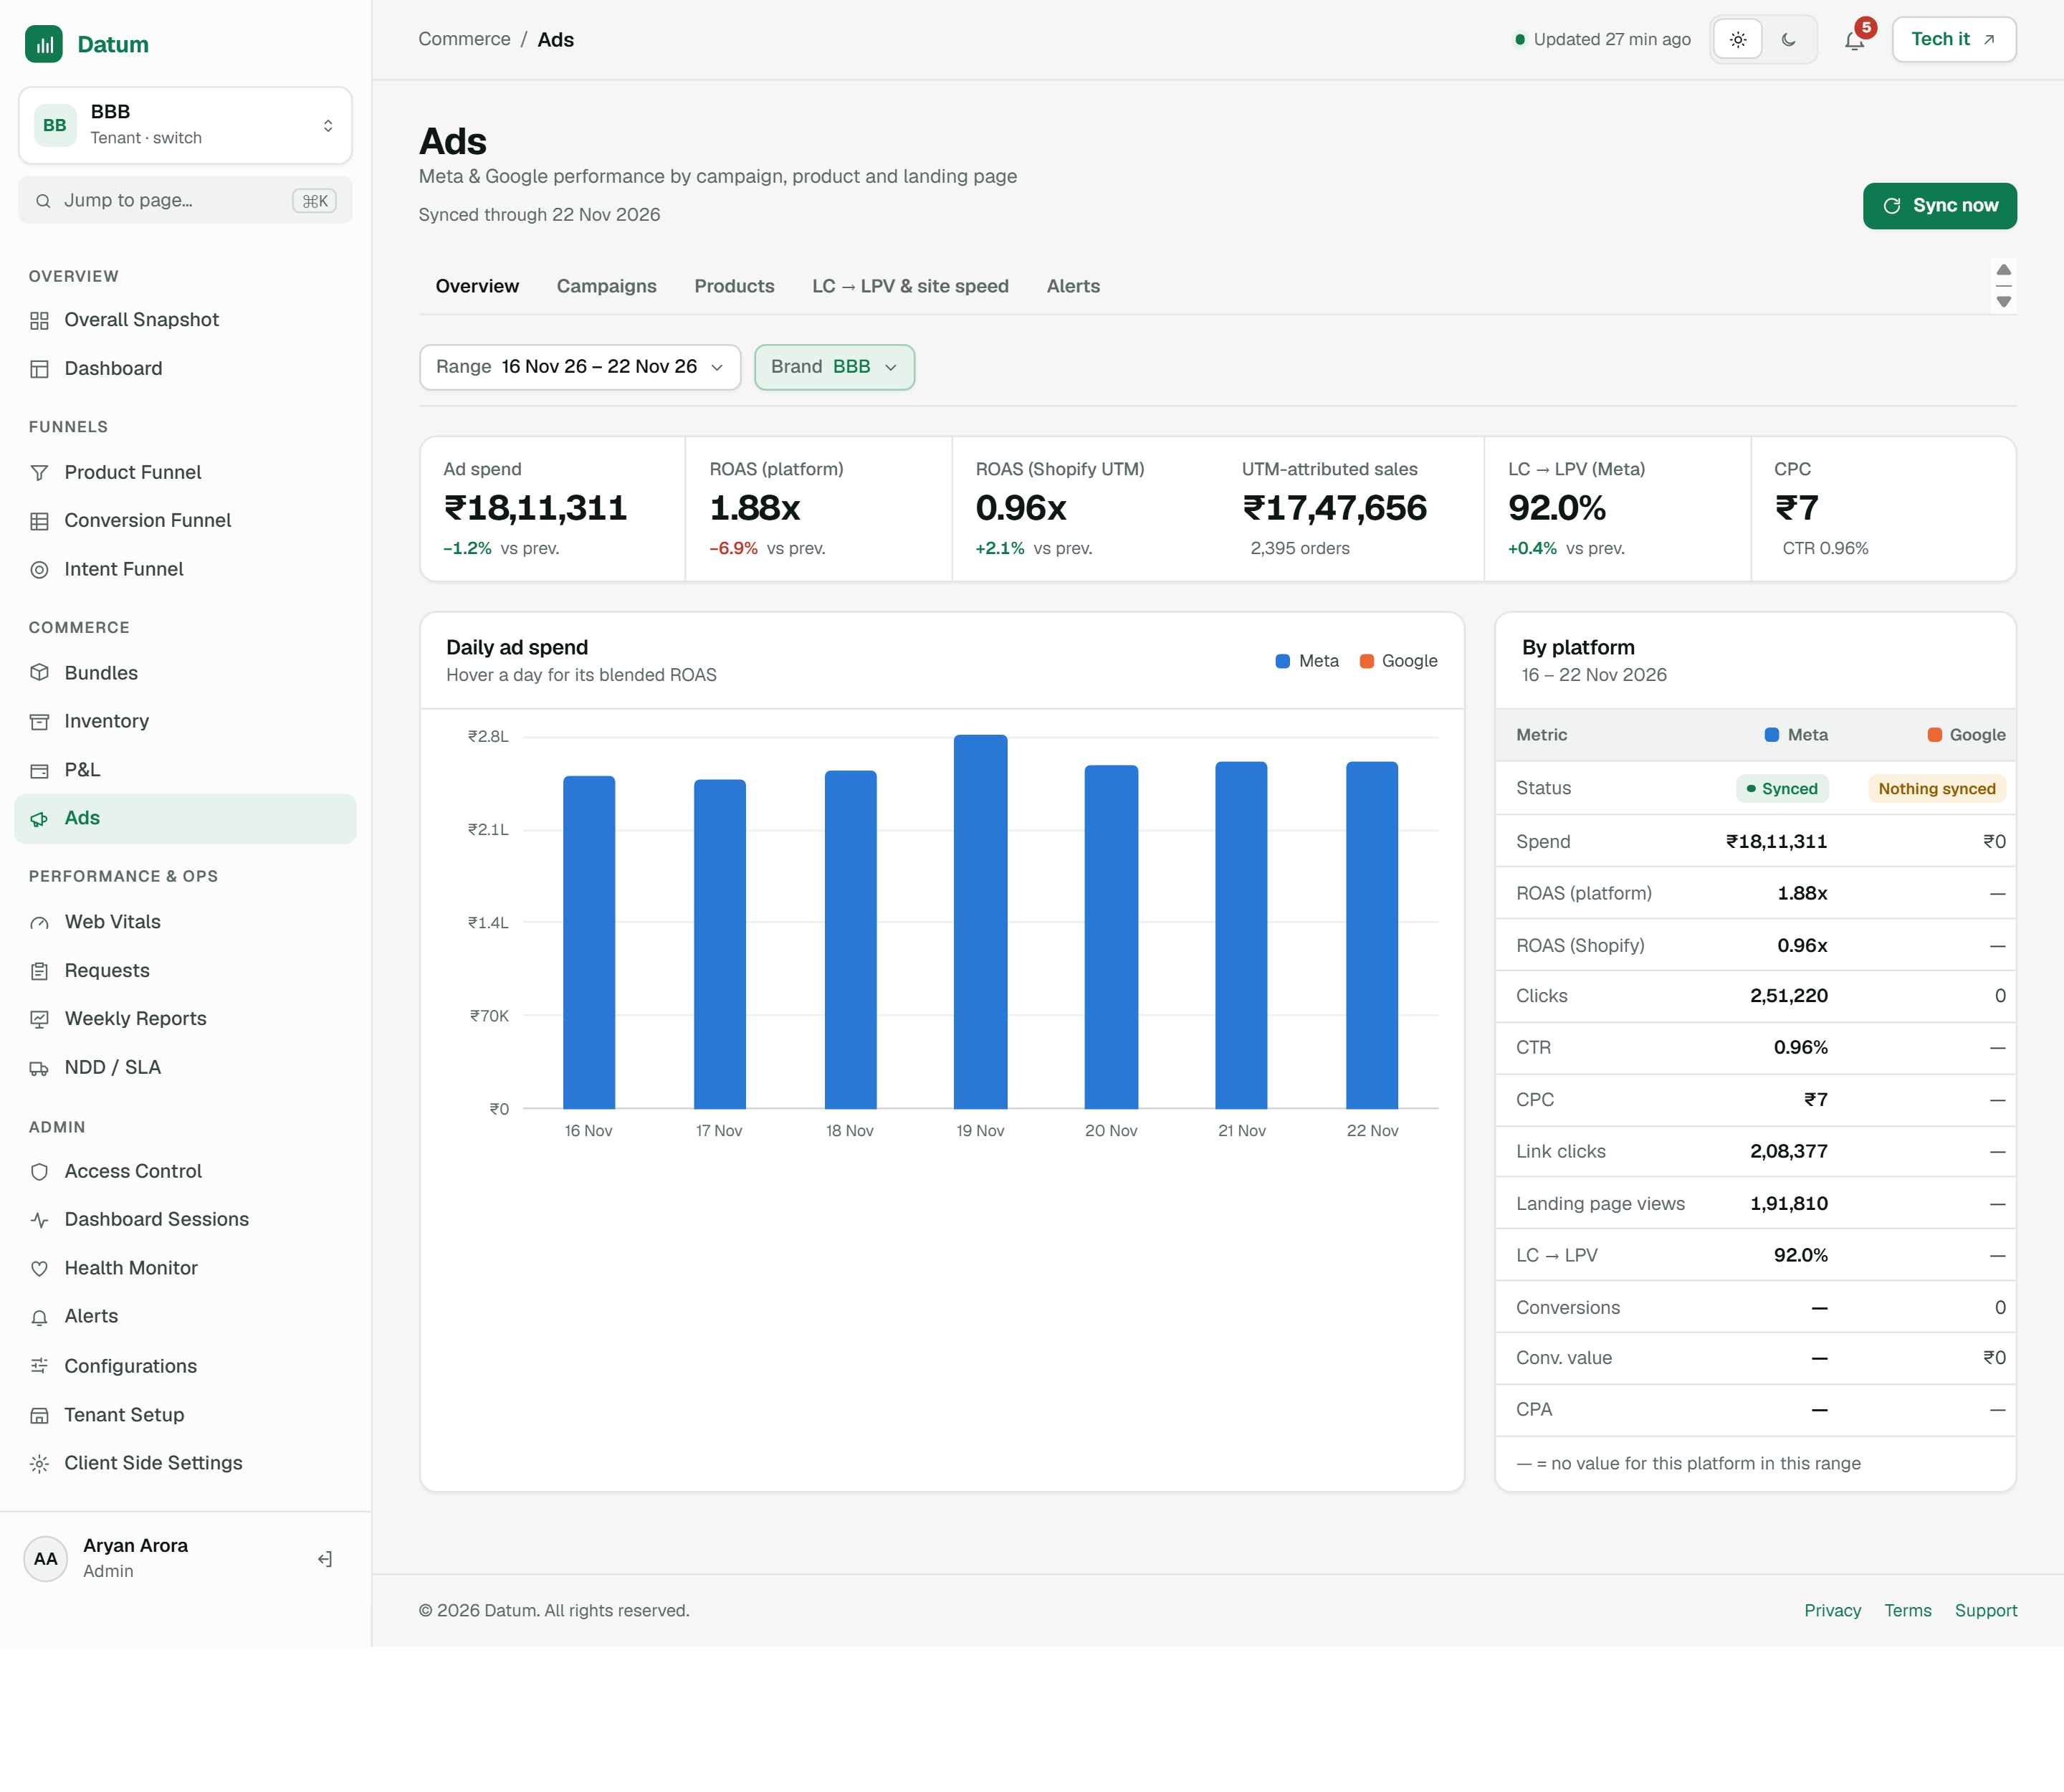 Datum
BB
BBB
Tenant · switch
Jump to page...
⌘K
OVERVIEW
Overall Snapshot
Dashboard
FUNNELS
Product Funnel
Conversion Funnel
Intent Funnel
COMMERCE
Bundles
Inventory
P&L
Ads
PERFORMANCE & OPS
Web Vitals
Requests
Weekly Reports
NDD / SLA
ADMIN
Access Control
Dashboard Sessions
Health Monitor
Alerts
Configurations
Tenant Setup
Client Side Settings
AA
Aryan Arora
Admin
Commerce / Ads
Updated 27 min ago
5
Tech it ↗
Ads
Meta & Google performance by campaign, product and landing page
Synced through 22 Nov 2026
Sync now
Overview Campaigns Products LC → LPV & site speed Alerts
Range 16 Nov 26 – 22 Nov 26
Brand BBB
Ad spend
₹18,11,311
−1.2% vs prev.
ROAS (platform)
1.88x
−6.9% vs prev.
ROAS (Shopify UTM)
0.96x
+2.1% vs prev.
UTM-attributed sales
₹17,47,656
2,395 orders
LC → LPV (Meta)
92.0%
+0.4% vs prev.
CPC
₹7
CTR 0.96%
Daily ad spend
Hover a day for its blended ROAS
Meta Google
₹2.8L
₹2.1L
₹1.4L
₹70K
₹0
16 Nov 17 Nov 18 Nov 19 Nov 20 Nov 21 Nov 22 Nov
By platform
16 – 22 Nov 2026
Metric Meta Google
Status Synced Nothing synced
Spend ₹18,11,311 ₹0
ROAS (platform) 1.88x —
ROAS (Shopify) 0.96x —
Clicks 2,51,220 0
CTR 0.96% —
CPC ₹7 —
Link clicks 2,08,377 —
Landing page views 1,91,810 —
LC → LPV 92.0% —
Conversions — 0
Conv. value — ₹0
CPA — —
— = no value for this platform in this range
© 2026 Datum. All rights reserved.
Privacy Terms Support